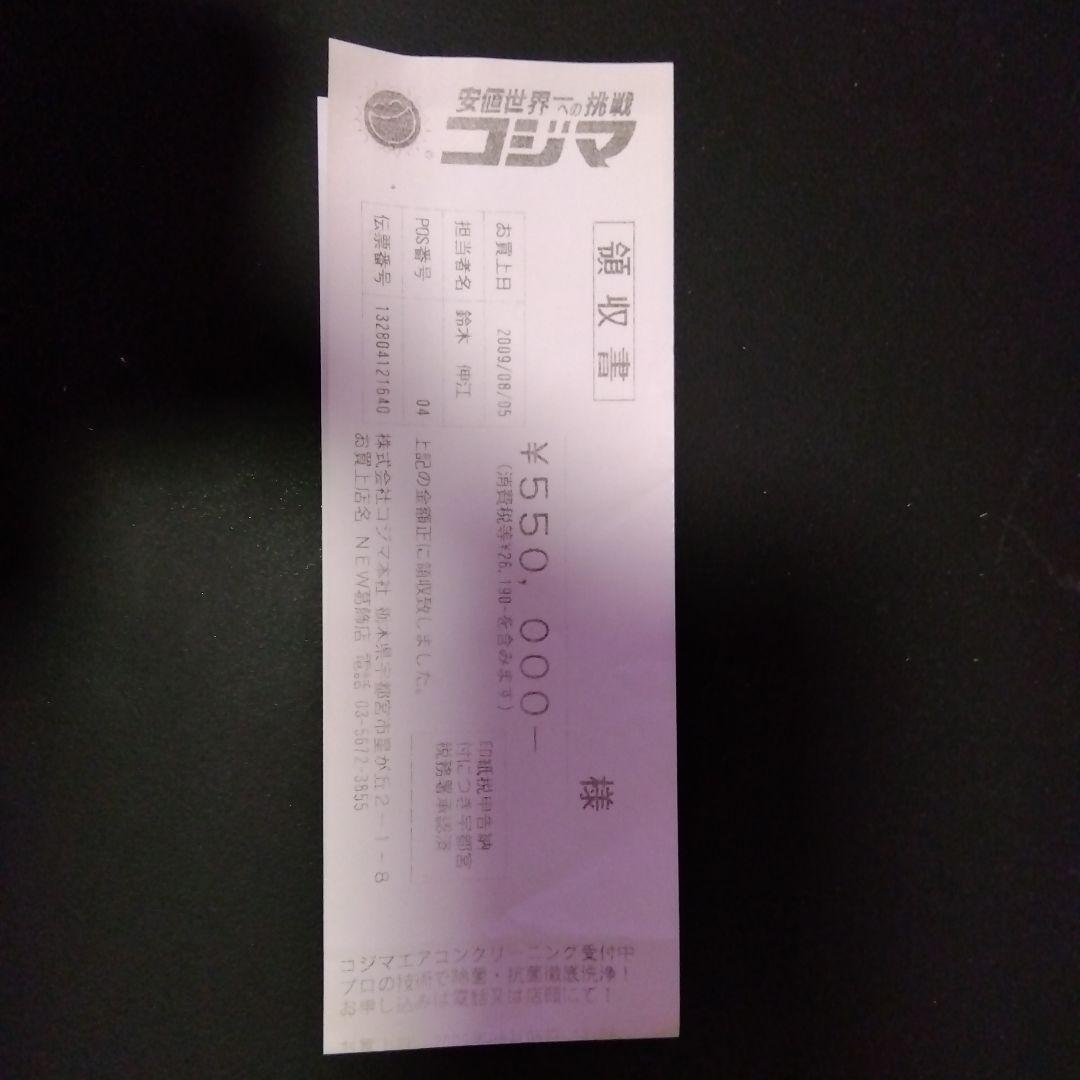 安値世界一への挑戦
コジマ
領収書
お買上日 2009/08/05
担当者名 鈴木 伸江
POS番号 04
伝票番号 132804121640
様
¥550,000−
(消費税等¥26,190-を含みます)
上記の金額正に領収致しました。
印紙税申告納
付につき宇都宮
税務署承認済
株式会社コジマ本社 栃木県宇都宮市星が丘2-1-8
お買上店名 NEW葛飾店 電話 03-5672-3855
コジマエアコンクリーニング受付中
プロの技術で除菌・抗菌徹底洗浄!
お申し込みは電話又は店頭にて!